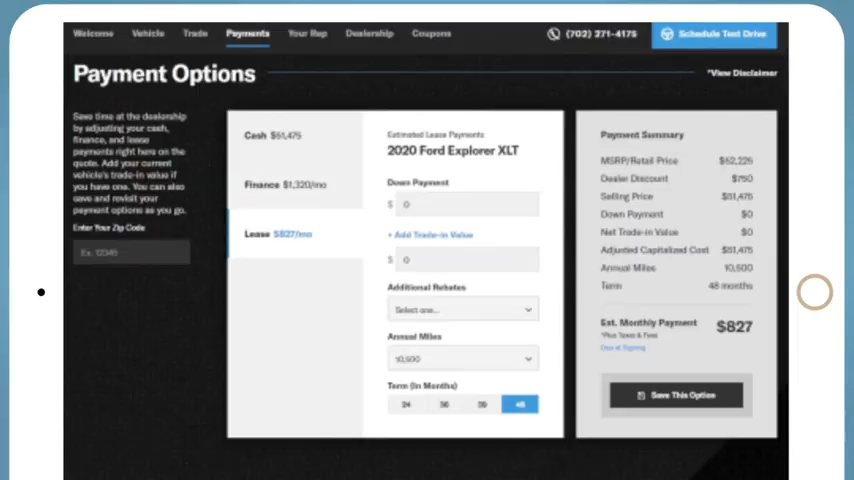 Welcome Vehicle Trade Payments Your Rep Dealership Coupons (702) 271-4175 Schedule Test Drive
Payment Options
*View Disclaimer
Save time at the dealership
by adjusting your cash,
finance, and lease
payments right here on the
quote. Add your current
vehicle's trade-in value if
you have one. You can also
save and revisit your
payment options as you go.
Enter Your Zip Code
Ex. 12345
Cash $51,475
Finance $1,320/mo
Lease $827/mo
Estimated Lease Payments
2020 Ford Explorer XLT
Down Payment
$ 0
+ Add Trade-in Value
$ 0
Additional Rebates
Select one...
Annual Miles
10,500
Term (In Months)
24 36 39 48
Payment Summary
MSRP/Retail Price $52,225
Dealer Discount $750
Selling Price $51,475
Down Payment $0
Net Trade-in Value $0
Adjusted Capitalized Cost $51,475
Annual Miles 10,500
Term 48 months
Est. Monthly Payment $827
*Plus Taxes & Fees
Due at Signing
Save This Option